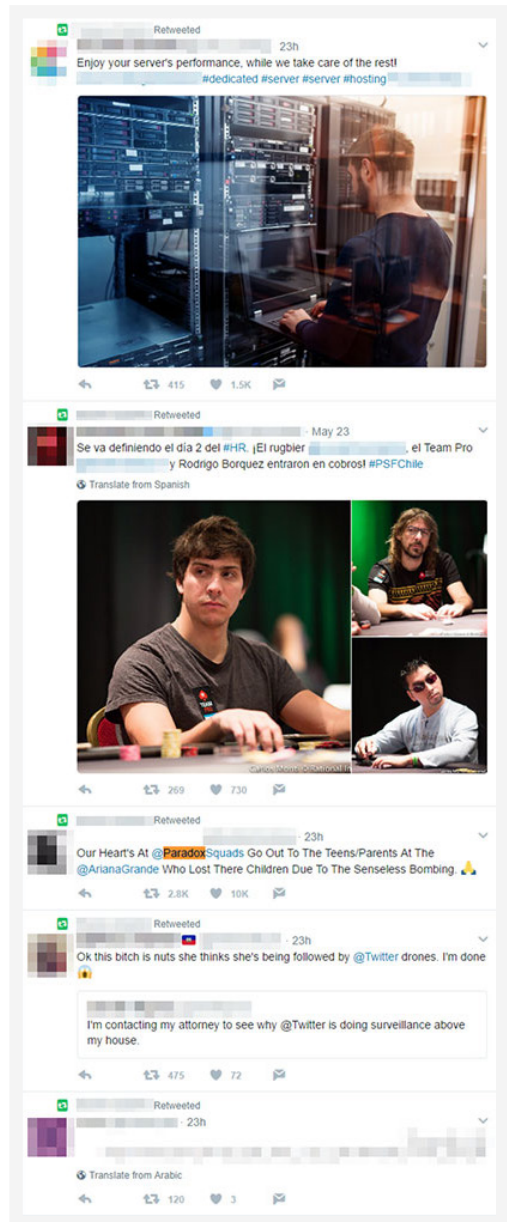 Retweeted
23h
Enjoy your server's performance, while we take care of the rest!
#dedicated #server #server #hosting
415 1.5K
Retweeted
· May 23
Se va definiendo el día 2 del #HR. ¡El rugbier , el Team Pro
y Rodrigo Borquez entraron en cobros! #PSFChile
Translate from Spanish
TEAM
PRO
269 730
Retweeted
· 23h
Our Heart's At @ParadoxSquads Go Out To The Teens/Parents At The
@ArianaGrande Who Lost There Children Due To The Senseless Bombing. 🙏
2.8K 10K
Retweeted
· 23h
Ok this bitch is nuts she thinks she's being followed by @Twitter drones. I'm done
😱
I'm contacting my attorney to see why @Twitter is doing surveillance above
my house.
475 72
Retweeted
· 23h
Translate from Arabic
120 3